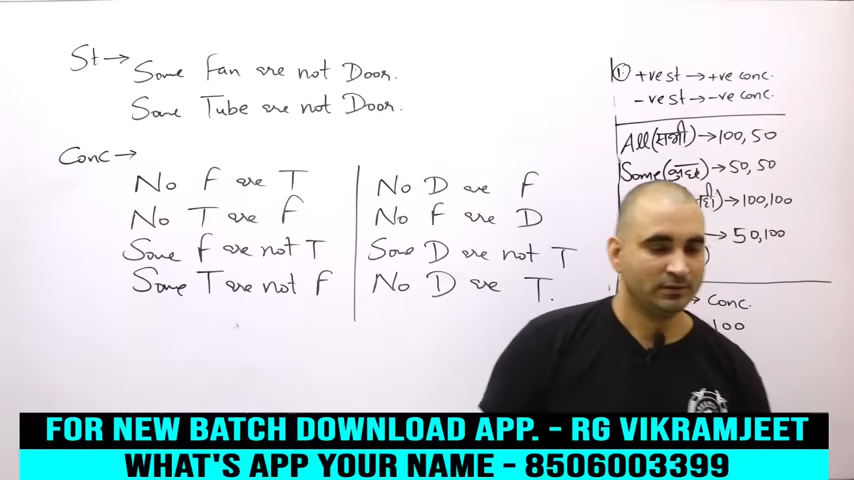 St → Some Fan are not Door.
Some Tube are not Door.
Conc →
No F are T
No T are F
Some F are not T
Some T are not F
No D are F
No F are D
Some D are not T
No D are T.
① +ve st → +ve conc.
-ve st → -ve conc.
All (सभी) → 100, 50
Some (कुछ) → 50, 50
→ 100, 100
→ 50, 100
→ Conc.
100
FOR NEW BATCH DOWNLOAD APP. - RG VIKRAMJEET
WHAT'S APP YOUR NAME - 8506003399